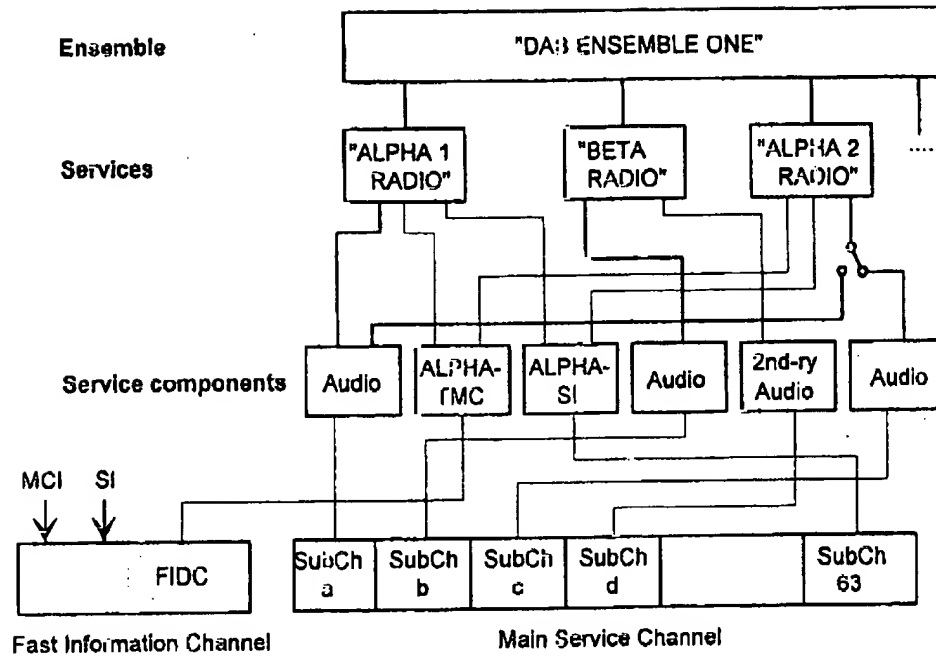 Ensemble
"DAB ENSEMBLE ONE"
Services
"ALPHA 1
RADIO"
"BETA
RADIO"
"ALPHA 2
RADIO"
.....
Service components
Audio
ALPHA-
TMC
ALPHA-
SI
Audio
2nd-ry
Audio
Audio
MCI
SI
FIDC
SubCh
a
SubCh
b
SubCh
c
SubCh
d
SubCh
63
Fast Information Channel
Main Service Channel